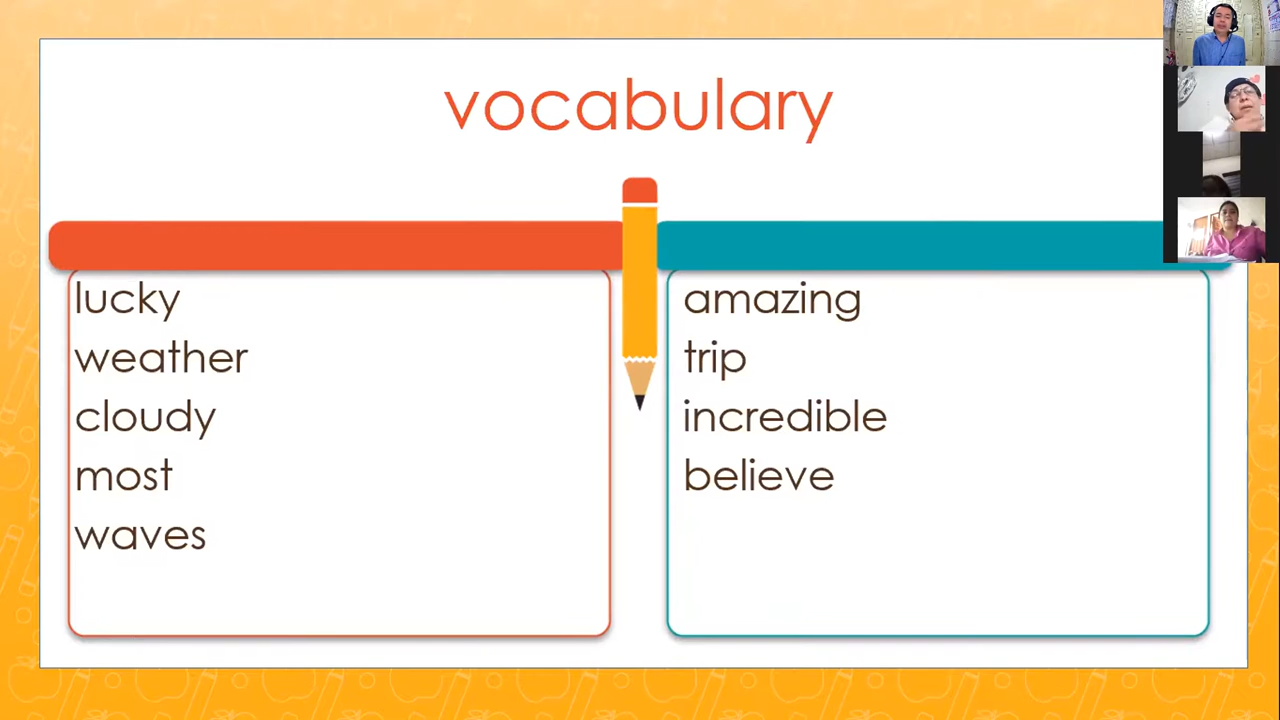 vocabulary
lucky
weather
cloudy
most
waves
amazing
trip
incredible
believe